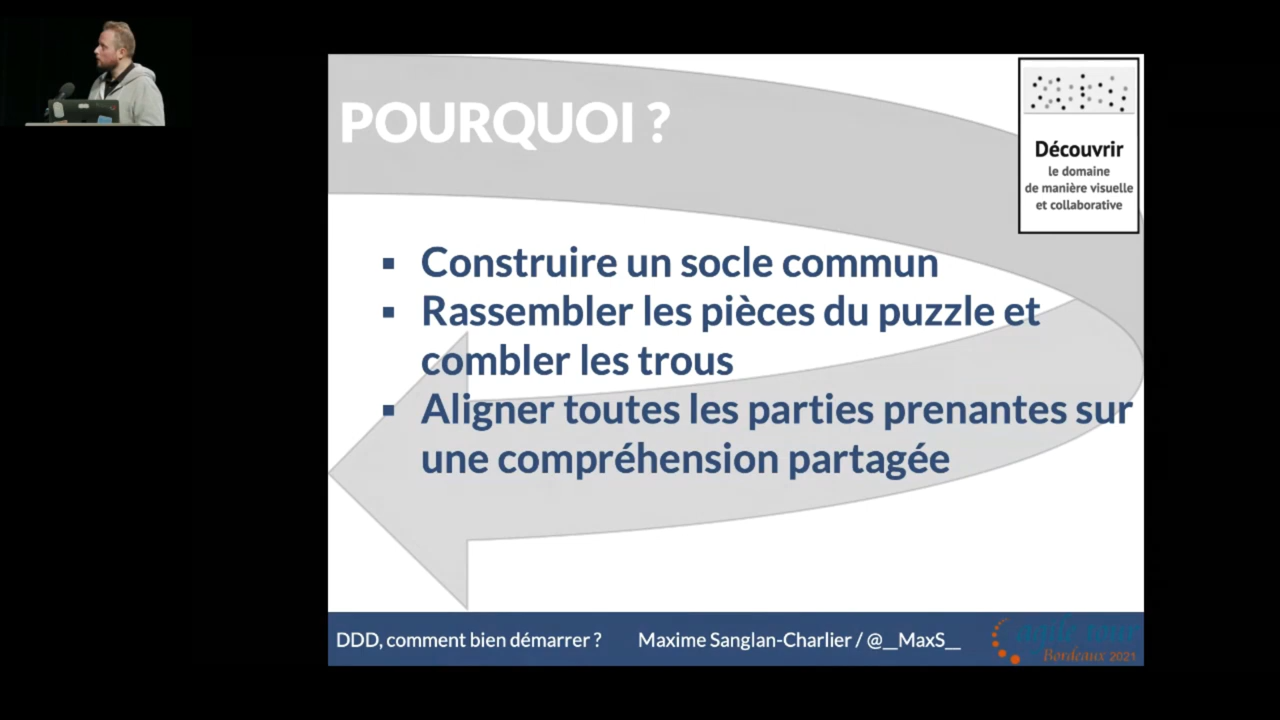 POURQUOI ?
Découvrir
le domaine
de manière visuelle
et collaborative
▪ Construire un socle commun
▪ Rassembler les pièces du puzzle et
combler les trous
▪ Aligner toutes les parties prenantes sur
une compréhension partagée
DDD, comment bien démarrer ? Maxime Sanglan-Charlier / @__MaxS__
agile tour
Bordeaux 2021